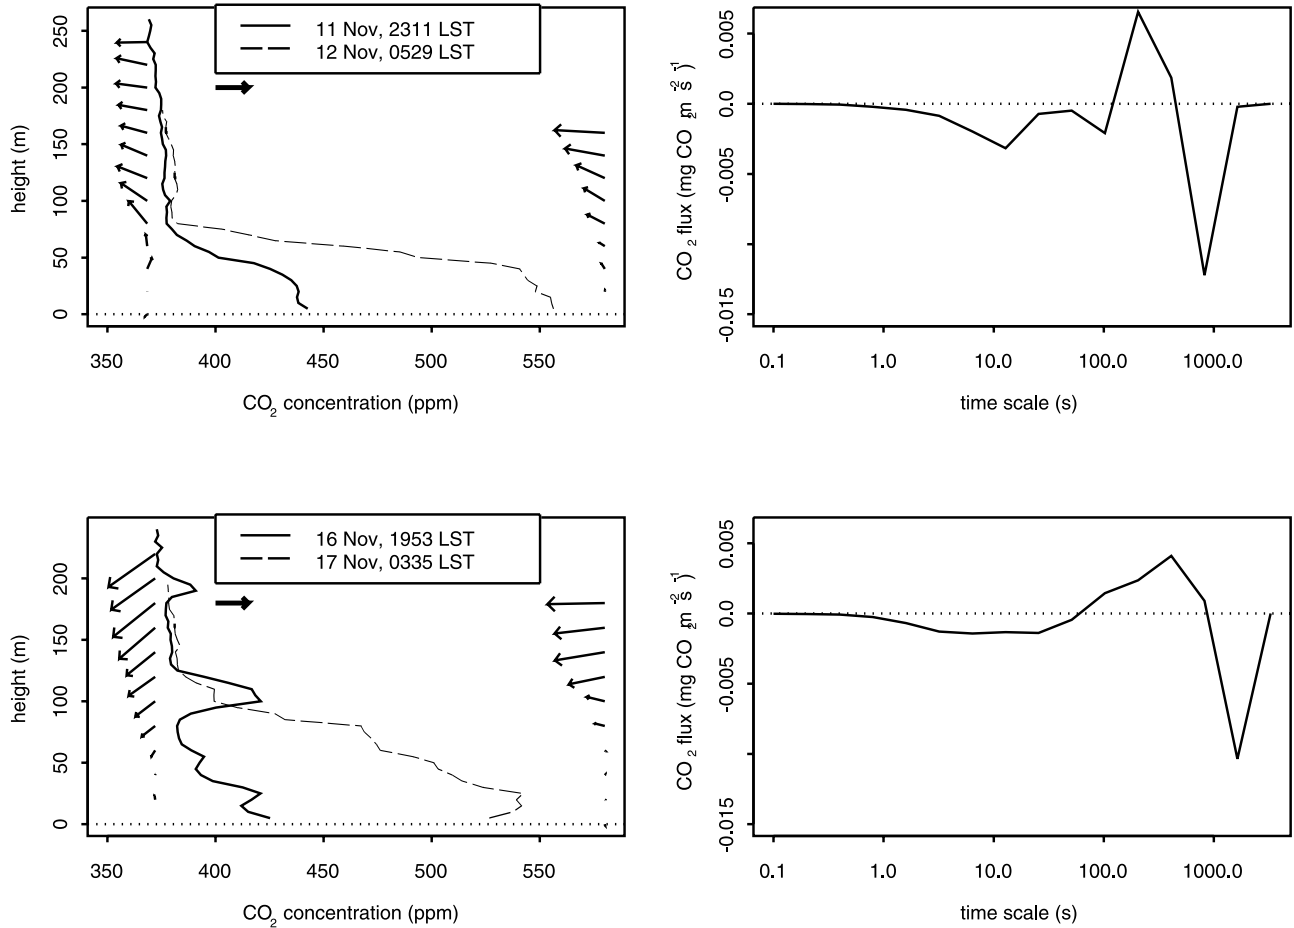 11 Nov, 2311 LST
12 Nov, 0529 LST
height (m)
0 50 100 150 200 250
350 400 450 500 550
CO2 concentration (ppm)
CO2 flux (mg CO2m-2s-1)
-0.015 -0.005 0.0 0.005
0.1 1.0 10.0 100.0 1000.0
time scale (s)
16 Nov, 1953 LST
17 Nov, 0335 LST
height (m)
0 50 100 150 200
350 400 450 500 550
CO2 concentration (ppm)
CO2 flux (mg CO2m-2s-1)
-0.015 -0.005 0.0 0.005
0.1 1.0 10.0 100.0 1000.0
time scale (s)